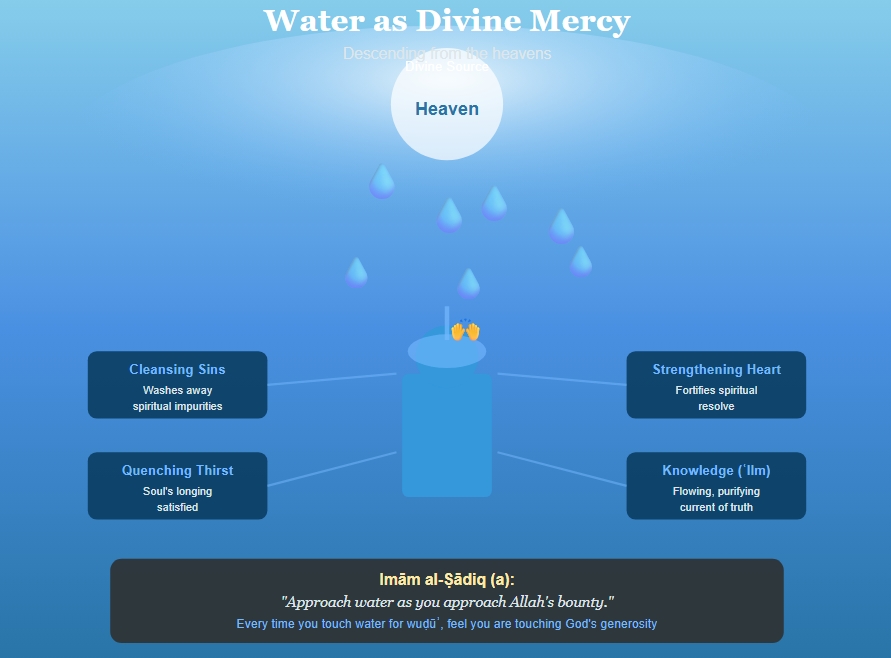 Water as Divine Mercy
Descending from the heavens
Divine Source
Heaven
Cleansing Sins
Washes away
spiritual impurities
Strengthening Heart
Fortifies spiritual
resolve
Quenching Thirst
Soul's longing
satisfied
Knowledge (ʿIlm)
Flowing, purifying
current of truth
Imām al-Ṣādiq (a):
"Approach water as you approach Allah's bounty."
Every time you touch water for wuḍūʾ, feel you are touching God's generosity